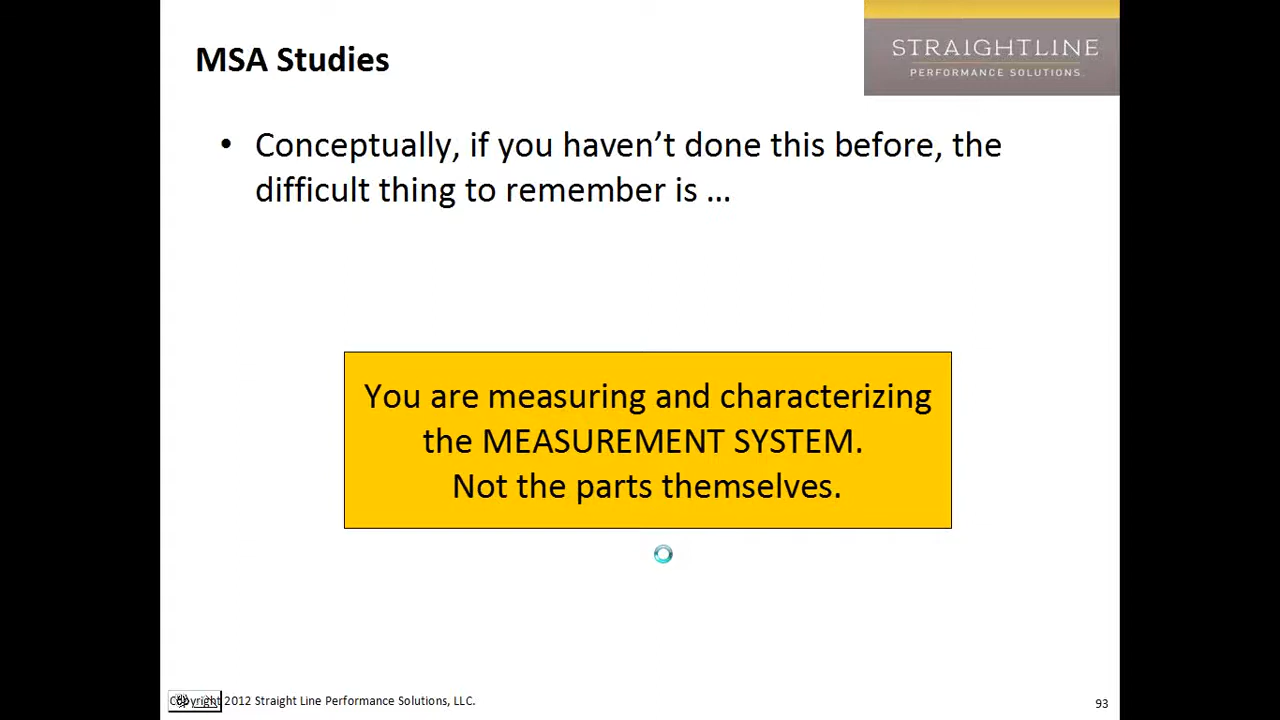 MSA Studies
STRAIGHTLINE
PERFORMANCE SOLUTIONS
• Conceptually, if you haven’t done this before, the
difficult thing to remember is …
You are measuring and characterizing
the MEASUREMENT SYSTEM.
Not the parts themselves.
Copyright 2012 Straight Line Performance Solutions, LLC.
93